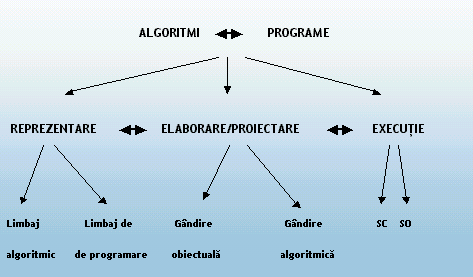 ALGORITMI PROGRAME
REPREZENTARE ELABORARE/PROIECTARE EXECUȚIE
Limbaj Limbaj de Gândire Gândire SC SO
algoritmic de programare obiectuală algoritmică